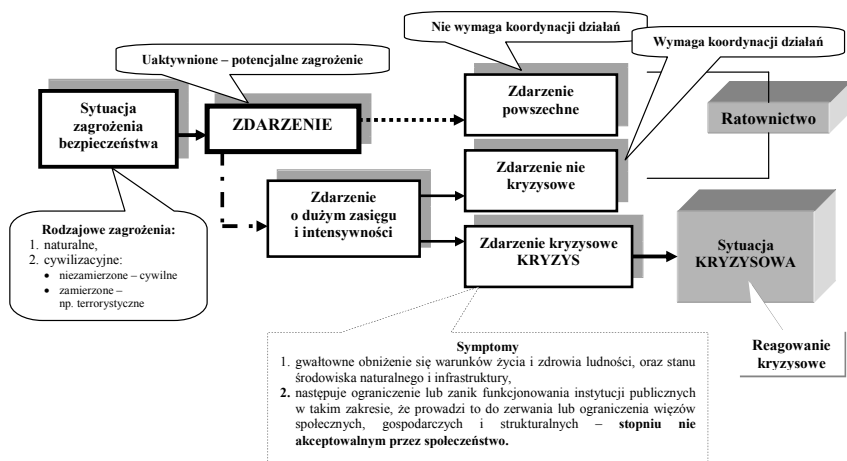 Nie wymaga koordynacji działań
Uaktywnione – potencjalne zagrożenie
Wymaga koordynacji działań
Sytuacja
zagrożenia
bezpieczeństwa
ZDARZENIE
Zdarzenie
powszechne
Ratownictwo
Zdarzenie
o dużym zasięgu
i intensywności
Zdarzenie nie
kryzysowe
Zdarzenie kryzysowe
KRYZYS
Sytuacja
KRYZYSOWA
Rodzajowe zagrożenia:
1. naturalne,
2. cywilizacyjne:
• niezamierzone – cywilne
• zamierzone –
np. terrorystyczne
Reagowanie
kryzysowe
Symptomy
1. gwałtowne obniżenie się warunków życia i zdrowia ludności, oraz stanu
środowiska naturalnego i infrastruktury,
2. następuje ograniczenie lub zanik funkcjonowania instytucji publicznych
w takim zakresie, że prowadzi to do zerwania lub ograniczenia więzów
społecznych, gospodarczych i strukturalnych – stopniu nie
akceptowalnym przez społeczeństwo.